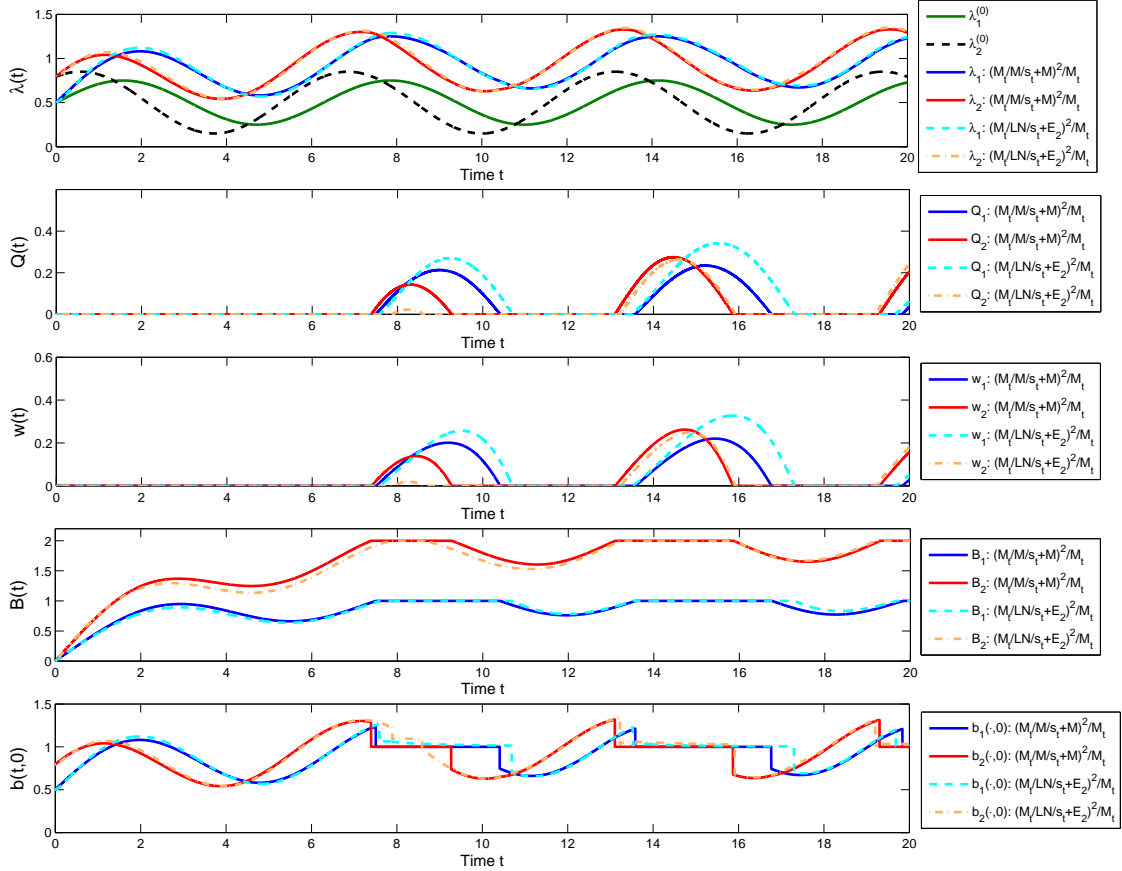 1.5
1
0.5
0
λ(t)
0 2 4 6 8 10 12 14 16 18 20
Time t
λ₁⁽⁰⁾
λ₂⁽⁰⁾
λ₁: (Mₜ/M/sₜ+M)²/Mₜ
λ₂: (Mₜ/M/sₜ+M)²/Mₜ
λ₁: (Mₜ/LN/sₜ+E₂)²/Mₜ
λ₂: (Mₜ/LN/sₜ+E₂)²/Mₜ
0.4
0.2
0
Q(t)
0 2 4 6 8 10 12 14 16 18 20
Time t
Q₁: (Mₜ/M/sₜ+M)²/Mₜ
Q₂: (Mₜ/M/sₜ+M)²/Mₜ
Q₁: (Mₜ/LN/sₜ+E₂)²/Mₜ
Q₂: (Mₜ/LN/sₜ+E₂)²/Mₜ
0.6
0.4
0.2
0
w(t)
0 2 4 6 8 10 12 14 16 18 20
Time t
w₁: (Mₜ/M/sₜ+M)²/Mₜ
w₂: (Mₜ/M/sₜ+M)²/Mₜ
w₁: (Mₜ/LN/sₜ+E₂)²/Mₜ
w₂: (Mₜ/LN/sₜ+E₂)²/Mₜ
2
1.5
1
0.5
0
B(t)
0 2 4 6 8 10 12 14 16 18 20
Time t
B₁: (Mₜ/M/sₜ+M)²/Mₜ
B₂: (Mₜ/M/sₜ+M)²/Mₜ
B₁: (Mₜ/LN/sₜ+E₂)²/Mₜ
B₂: (Mₜ/LN/sₜ+E₂)²/Mₜ
1.5
1
0.5
0
b(t,0)
0 2 4 6 8 10 12 14 16 18 20
Time t
b₁(·,0): (Mₜ/M/sₜ+M)²/Mₜ
b₂(·,0): (Mₜ/M/sₜ+M)²/Mₜ
b₁(·,0): (Mₜ/LN/sₜ+E₂)²/Mₜ
b₂(·,0): (Mₜ/LN/sₜ+E₂)²/Mₜ